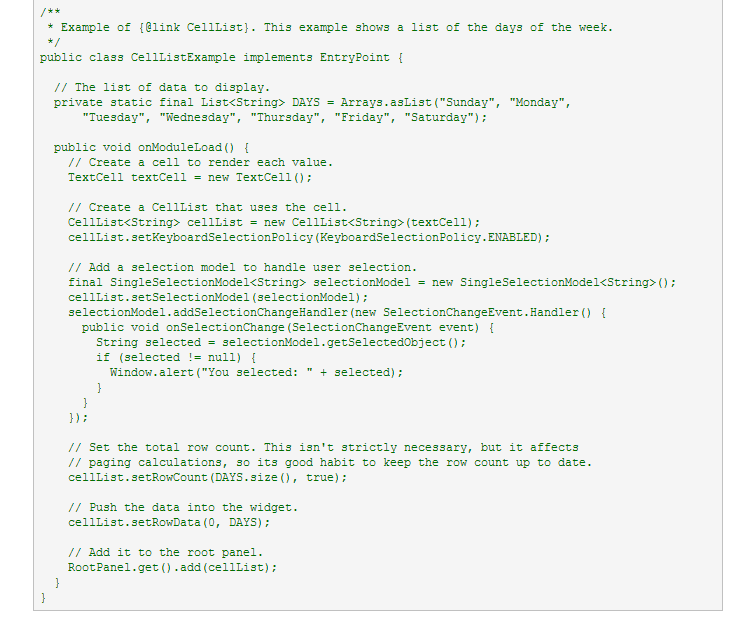 /**
 * Example of {@link CellList}. This example shows a list of the days of the week.
 */
public class CellListExample implements EntryPoint {

  // The list of data to display.
  private static final List<String> DAYS = Arrays.asList("Sunday", "Monday",
      "Tuesday", "Wednesday", "Thursday", "Friday", "Saturday");

  public void onModuleLoad() {
    // Create a cell to render each value.
    TextCell textCell = new TextCell();

    // Create a CellList that uses the cell.
    CellList<String> cellList = new CellList<String>(textCell);
    cellList.setKeyboardSelectionPolicy(KeyboardSelectionPolicy.ENABLED);

    // Add a selection model to handle user selection.
    final SingleSelectionModel<String> selectionModel = new SingleSelectionModel<String>();
    cellList.setSelectionModel(selectionModel);
    selectionModel.addSelectionChangeHandler(new SelectionChangeEvent.Handler() {
      public void onSelectionChange(SelectionChangeEvent event) {
        String selected = selectionModel.getSelectedObject();
        if (selected != null) {
          Window.alert("You selected: " + selected);
        }
      }
    });

    // Set the total row count. This isn't strictly necessary, but it affects
    // paging calculations, so its good habit to keep the row count up to date.
    cellList.setRowCount(DAYS.size(), true);

    // Push the data into the widget.
    cellList.setRowData(0, DAYS);

    // Add it to the root panel.
    RootPanel.get().add(cellList);
  }
}